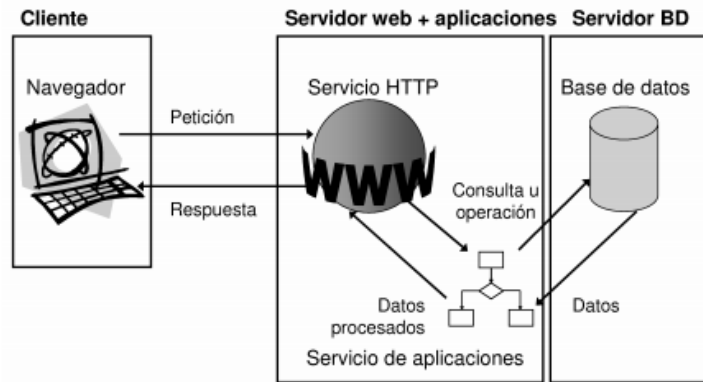 Cliente
Servidor web + aplicaciones
Servidor BD
Navegador
Servicio HTTP
Base de datos
Petición
WWW
Respuesta
Consulta u
operación
Datos
procesados
Datos
Servicio de aplicaciones